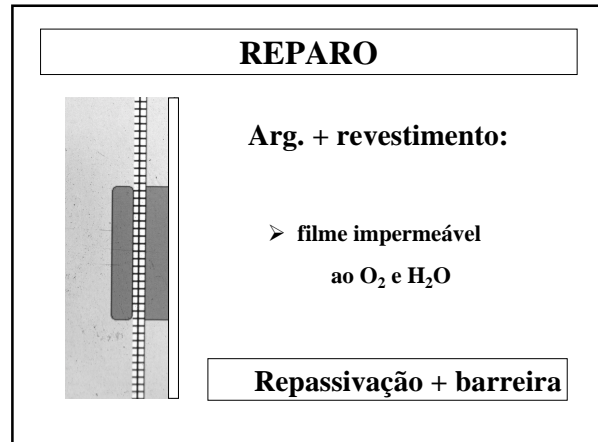 REPARO
Arg. + revestimento:
➢ filme impermeável
ao O₂ e H₂O
Repassivação + barreira